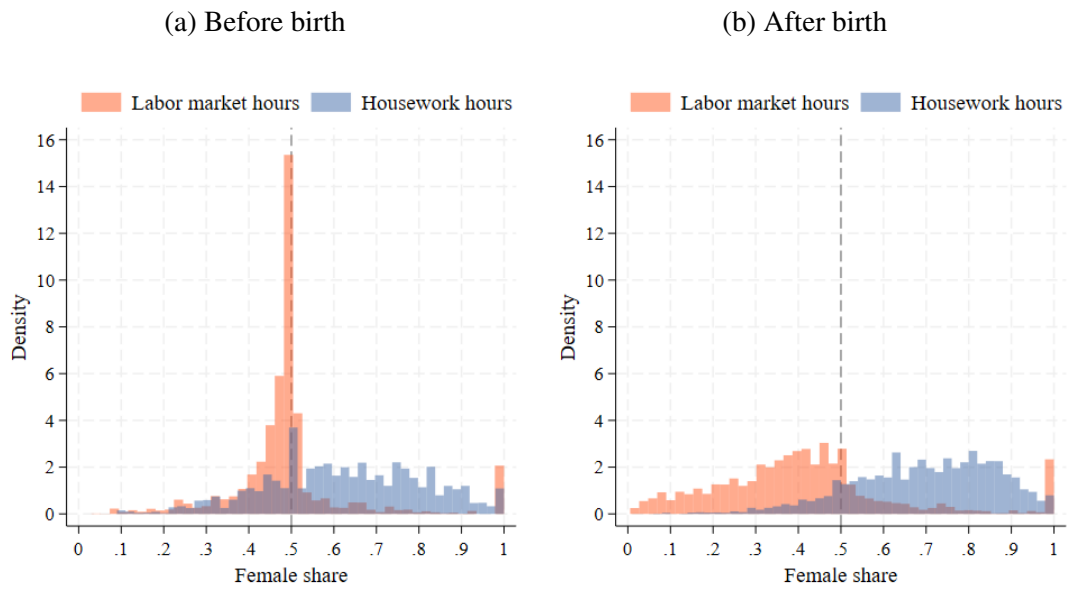 (a) Before birth
Labor market hours
Housework hours
16
14
12
10
8
6
4
2
0
Density
0 .1 .2 .3 .4 .5 .6 .7 .8 .9 1
Female share
(b) After birth
Labor market hours
Housework hours
16
14
12
10
8
6
4
2
0
Density
0 .1 .2 .3 .4 .5 .6 .7 .8 .9 1
Female share